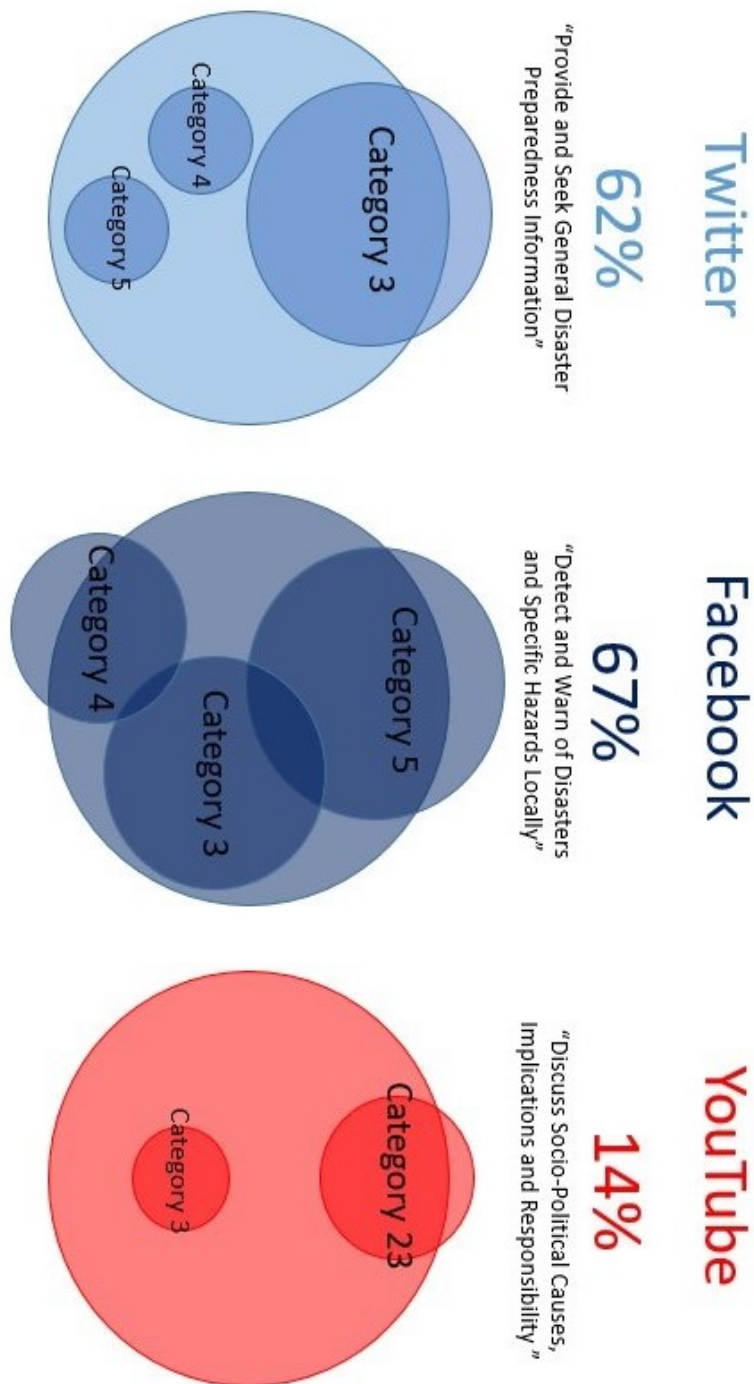 Twitter
62%
“Provide and Seek General Disaster
Preparedness Information”
Category 3
Category 4
Category 5
Facebook
67%
“Detect and Warn of Disasters
and Specific Hazards Locally”
Category 5
Category 3
Category 4
YouTube
14%
“Discuss Socio-Political Causes,
Implications and Responsibility ”
Category 23
Category 3